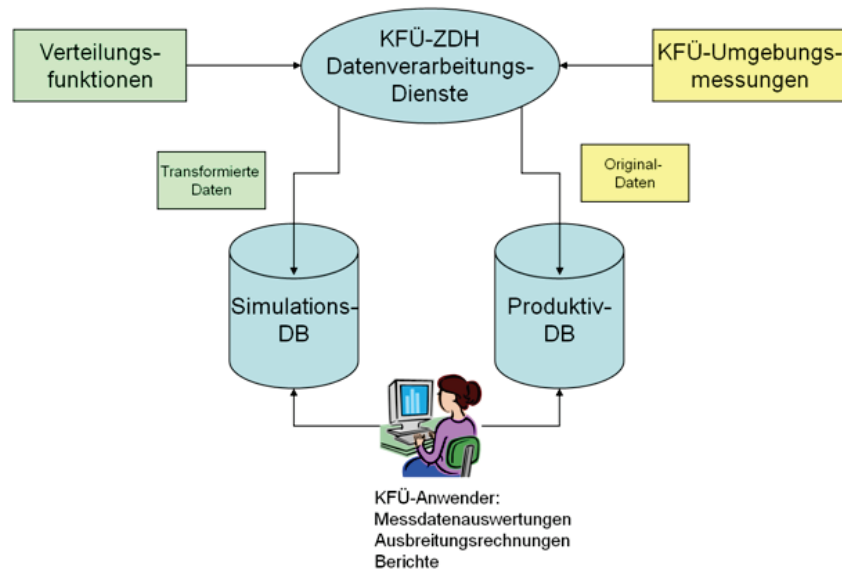 Verteilungs-
funktionen
KFÜ-ZDH
Datenverarbeitungs-
Dienste
KFÜ-Umgebungs-
messungen
Transformierte
Daten
Original-
Daten
Simulations-
DB
Produktiv-
DB
KFÜ-Anwender:
Messdatenauswertungen
Ausbreitungsrechnungen
Berichte